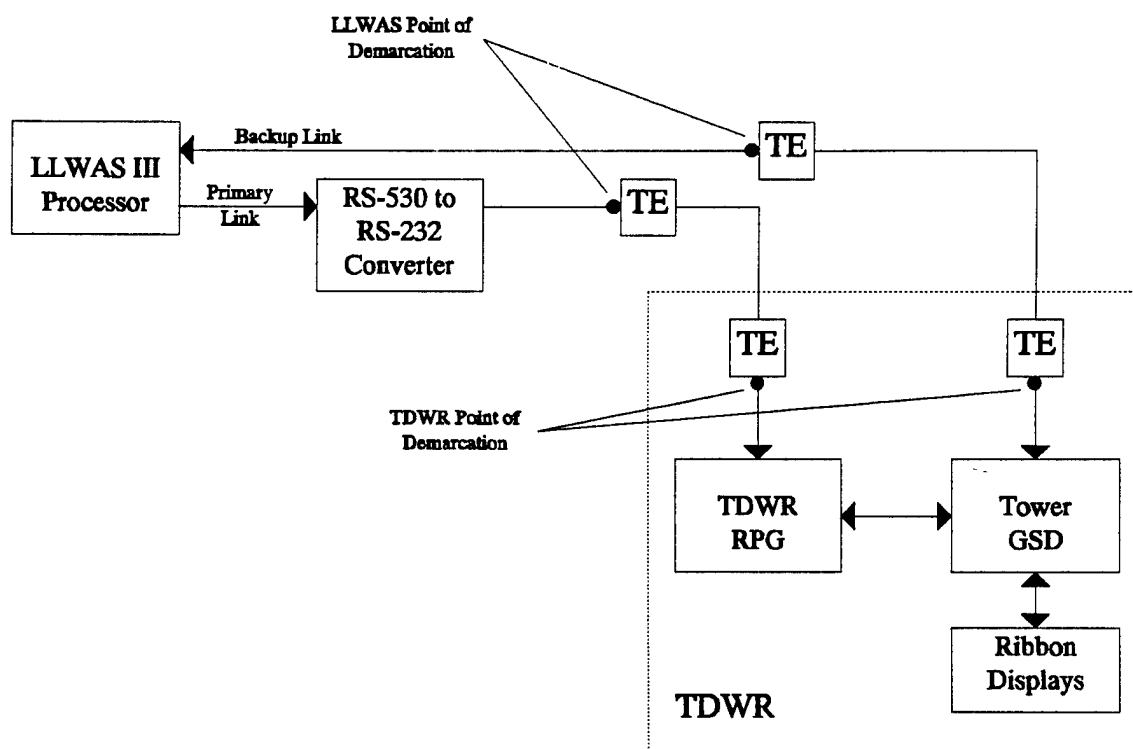 LLWAS Point of
Demarcation
TE
Backup Link
LLWAS III
Processor
Primary
Link
RS-530 to
RS-232
Converter
TE
TE
TE
TDWR Point of
Demarcation
TDWR
RPG
Tower
GSD
Ribbon
Displays
TDWR